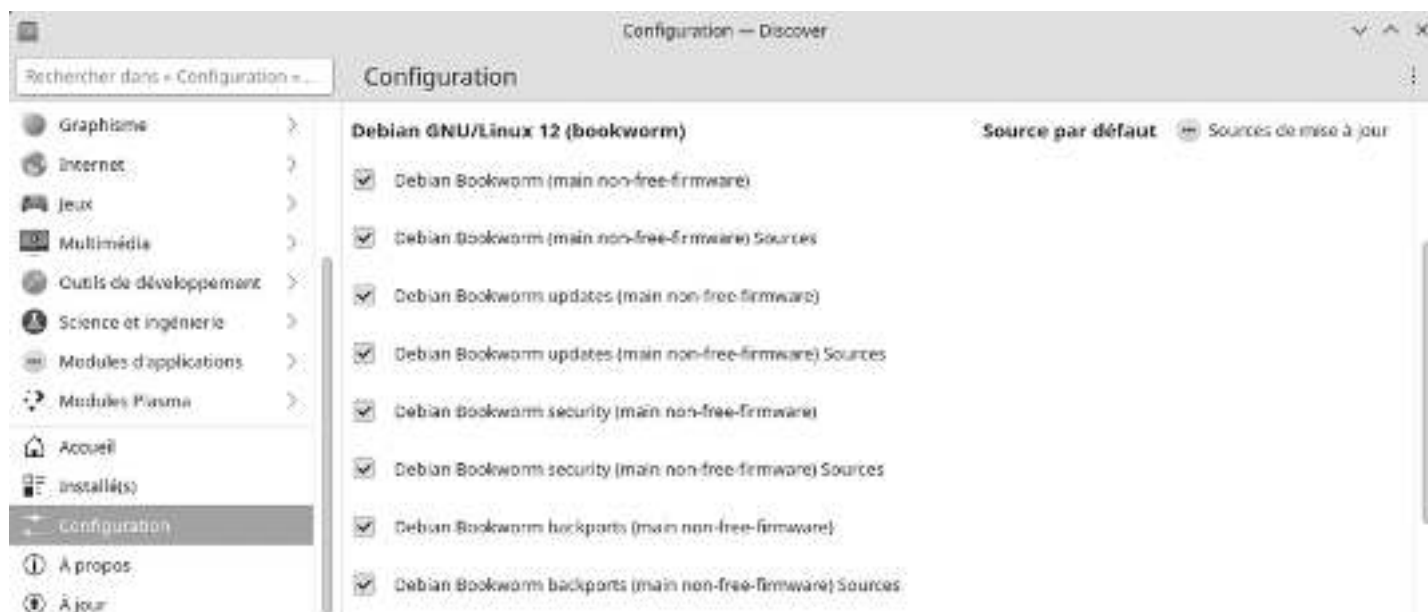 Configuration — Discover
Rechercher dans « Configuration » ...
Configuration
Graphisme
Internet
Jeux
Multimédia
Outils de développement
Science et ingénierie
Modules d'applications
Modules Plasma
Accueil
Installé(s)
Configuration
À propos
À jour
Debian GNU/Linux 12 (bookworm) Source par défaut Sources de mise à jour
Debian Bookworm (main non-free-firmware)
Debian Bookworm (main non-free-firmware) Sources
Debian Bookworm updates (main non-free-firmware)
Debian Bookworm updates (main non-free-firmware) Sources
Debian Bookworm security (main non-free-firmware)
Debian Bookworm security (main non-free-firmware) Sources
Debian Bookworm backports (main non-free-firmware)
Debian Bookworm backports (main non-free-firmware) Sources